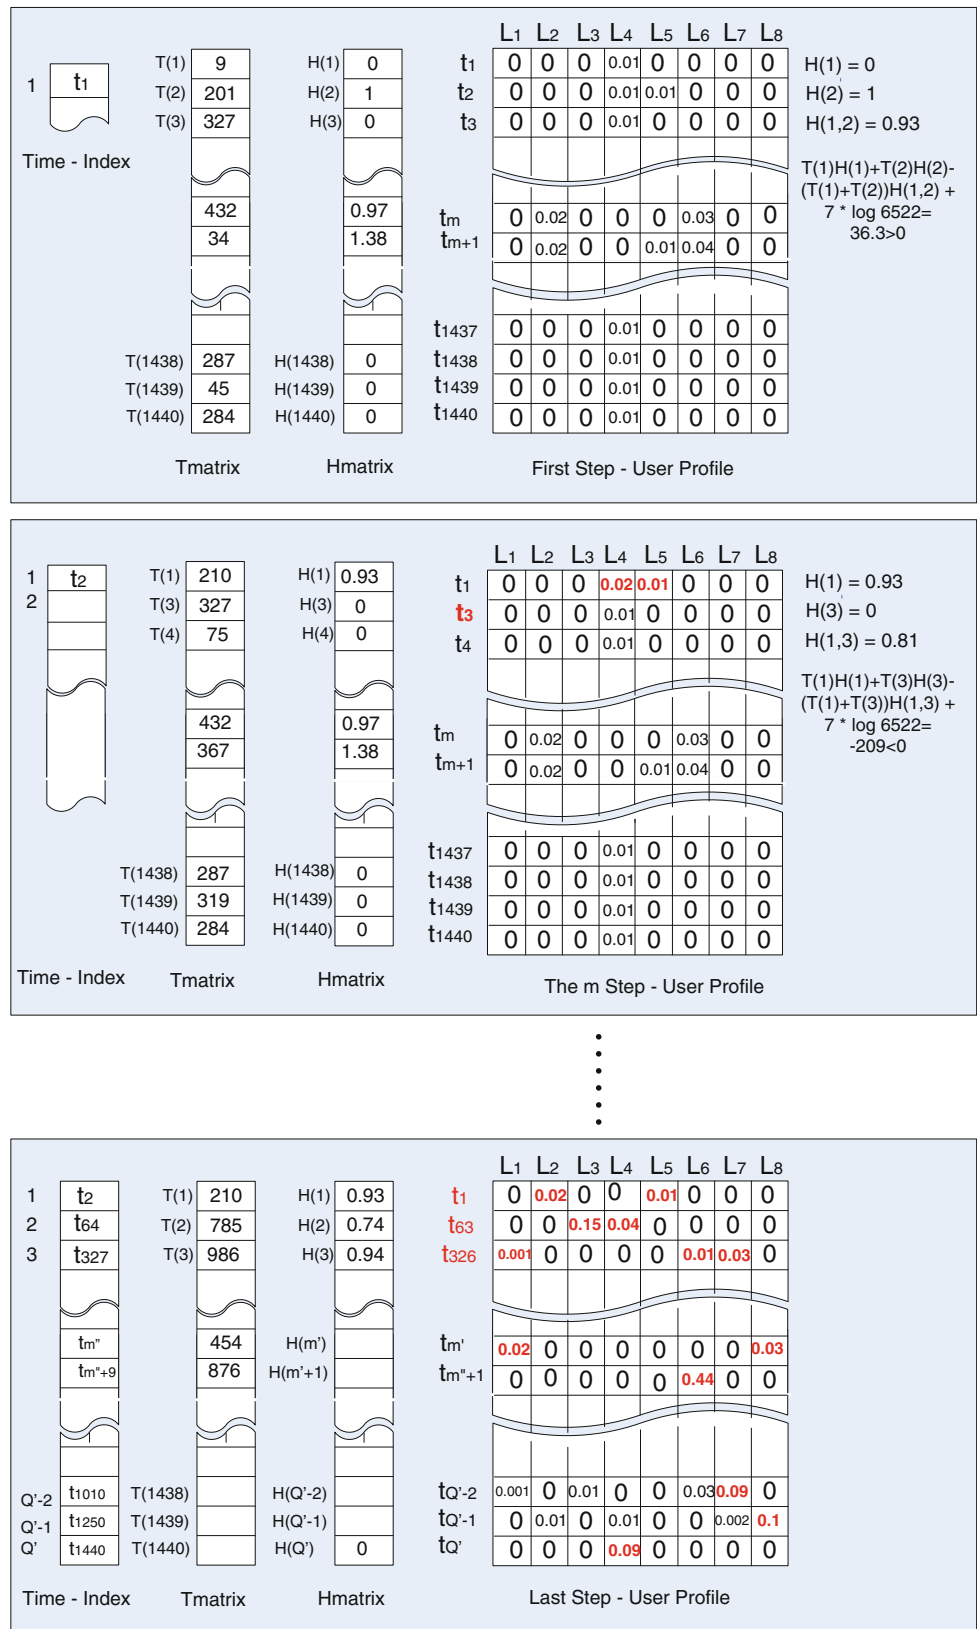 L1 L2 L3 L4 L5 L6 L7 L8
1 t1 T(1) 9 H(1) 0 t1 0 0 0 0.01 0 0 0 0 H(1) = 0
T(2) 201 H(2) 1 t2 0 0 0 0.01 0.01 0 0 0 H(2) = 1
T(3) 327 H(3) 0 t3 0 0 0 0.01 0 0 0 0 H(1,2) = 0.93
Time - Index
T(1)H(1)+T(2)H(2)-
(T(1)+T(2))H(1,2) +
7 * log 6522=
36.3>0
432 0.97 tm 0 0.02 0 0 0 0.03 0 0
34 1.38 tm+1 0 0.02 0 0 0.01 0.04 0 0
t1437 0 0 0 0.01 0 0 0 0
T(1438) 287 H(1438) 0 t1438 0 0 0 0.01 0 0 0 0
T(1439) 45 H(1439) 0 t1439 0 0 0 0.01 0 0 0 0
T(1440) 284 H(1440) 0 t1440 0 0 0 0.01 0 0 0 0
Tmatrix Hmatrix First Step - User Profile
L1 L2 L3 L4 L5 L6 L7 L8
1 t2 T(1) 210 H(1) 0.93 t1 0 0 0 0.02 0.01 0 0 0 H(1) = 0.93
2 T(3) 327 H(3) 0 t3 0 0 0 0.01 0 0 0 0 H(3) = 0
T(4) 75 H(4) 0 t4 0 0 0 0.01 0 0 0 0 H(1,3) = 0.81
T(1)H(1)+T(3)H(3)-
(T(1)+T(3))H(1,3) +
7 * log 6522=
-209<0
432 0.97 tm 0 0.02 0 0 0 0.03 0 0
367 1.38 tm+1 0 0.02 0 0 0.01 0.04 0 0
t1437 0 0 0 0.01 0 0 0 0
T(1438) 287 H(1438) 0 t1438 0 0 0 0.01 0 0 0 0
T(1439) 319 H(1439) 0 t1439 0 0 0 0.01 0 0 0 0
T(1440) 284 H(1440) 0 t1440 0 0 0 0.01 0 0 0 0
Time - Index Tmatrix Hmatrix The m Step - User Profile
L1 L2 L3 L4 L5 L6 L7 L8
1 t2 T(1) 210 H(1) 0.93 t1 0 0.02 0 0 0.01 0 0 0
2 t64 T(2) 785 H(2) 0.74 t63 0 0 0.15 0.04 0 0 0 0
3 t327 T(3) 986 H(3) 0.94 t326 0.001 0 0 0 0 0.01 0.03 0
tm" 454 H(m') tm' 0.02 0 0 0 0 0 0 0.03
tm"+9 876 H(m'+1) tm"+1 0 0 0 0 0 0.44 0 0
Q'-2 t1010 T(1438) H(Q'-2) tQ'-2 0.001 0 0.01 0 0 0.03 0.09 0
Q'-1 t1250 T(1439) H(Q'-1) tQ'-1 0 0.01 0 0.01 0 0 0.002 0.1
Q' t1440 T(1440) H(Q') 0 tQ' 0 0 0 0.09 0 0 0 0
Time - Index Tmatrix Hmatrix Last Step - User Profile